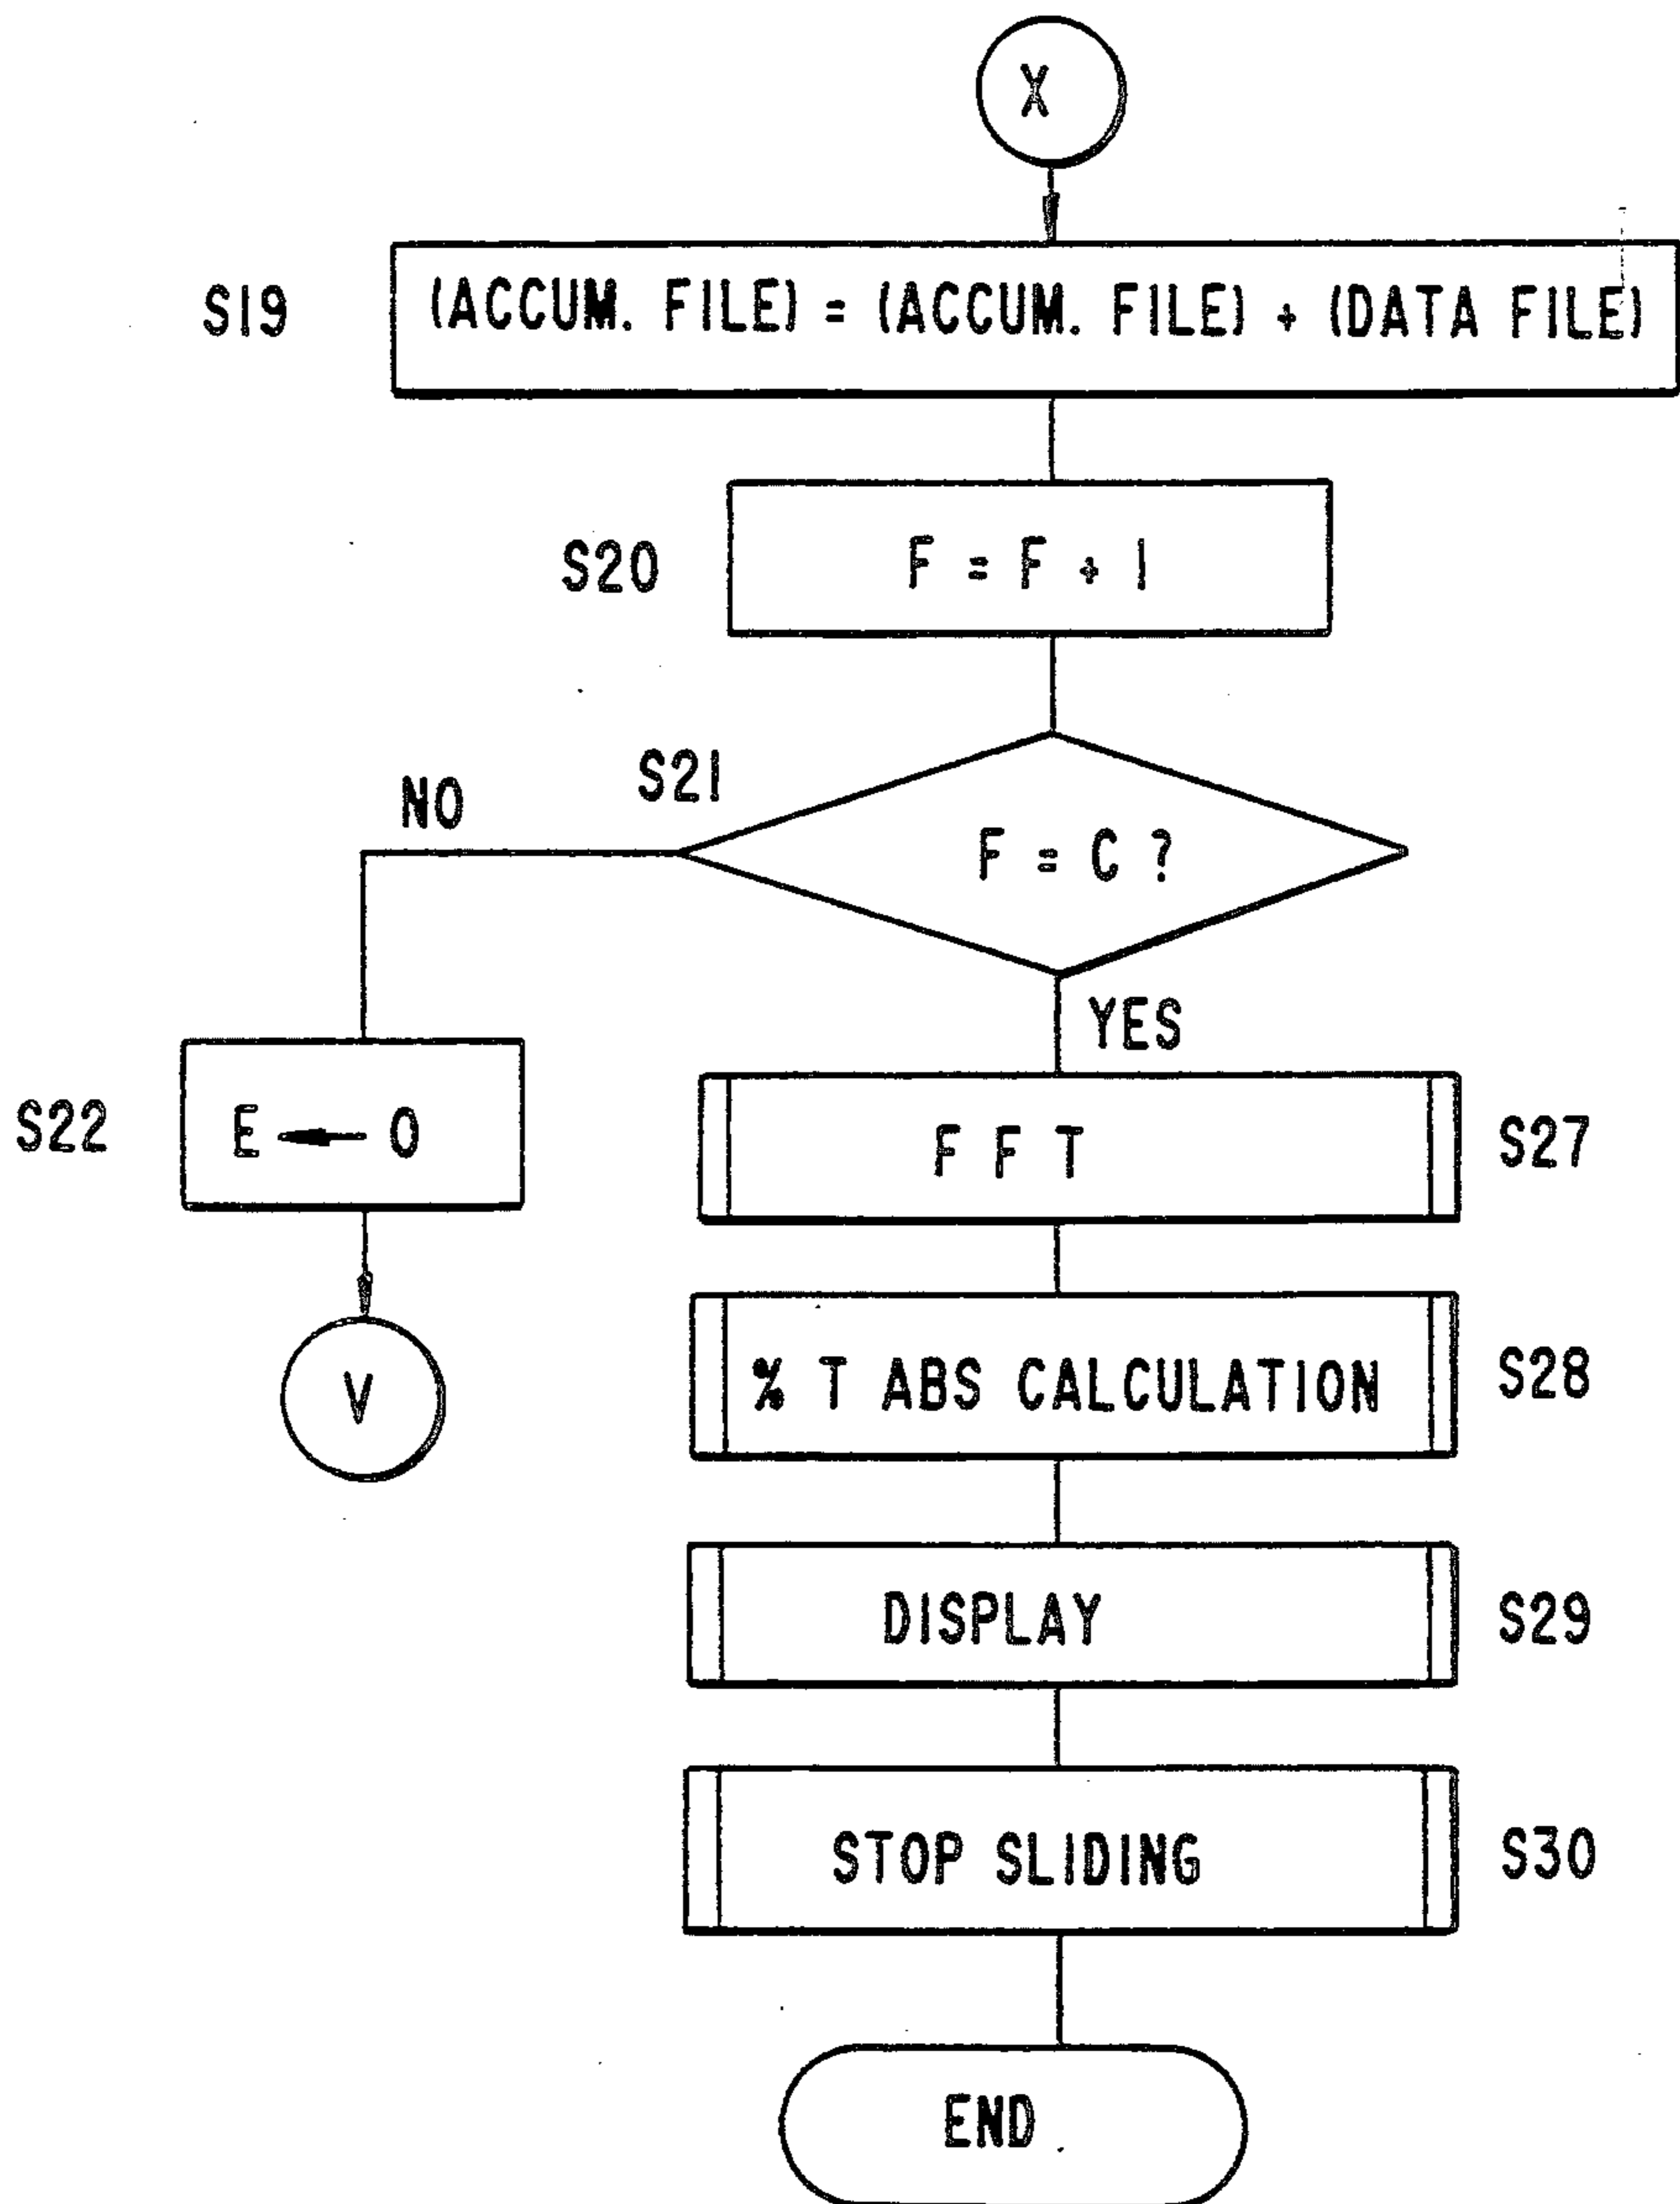 X
S19 (ACCUM. FILE) = (ACCUM. FILE) + (DATA FILE)
S20 F = F + 1
S21
NO
F = C ?
YES
S22 E ← 0
F F T S27
% T ABS CALCULATION S28
V
DISPLAY S29
STOP SLIDING S30
END